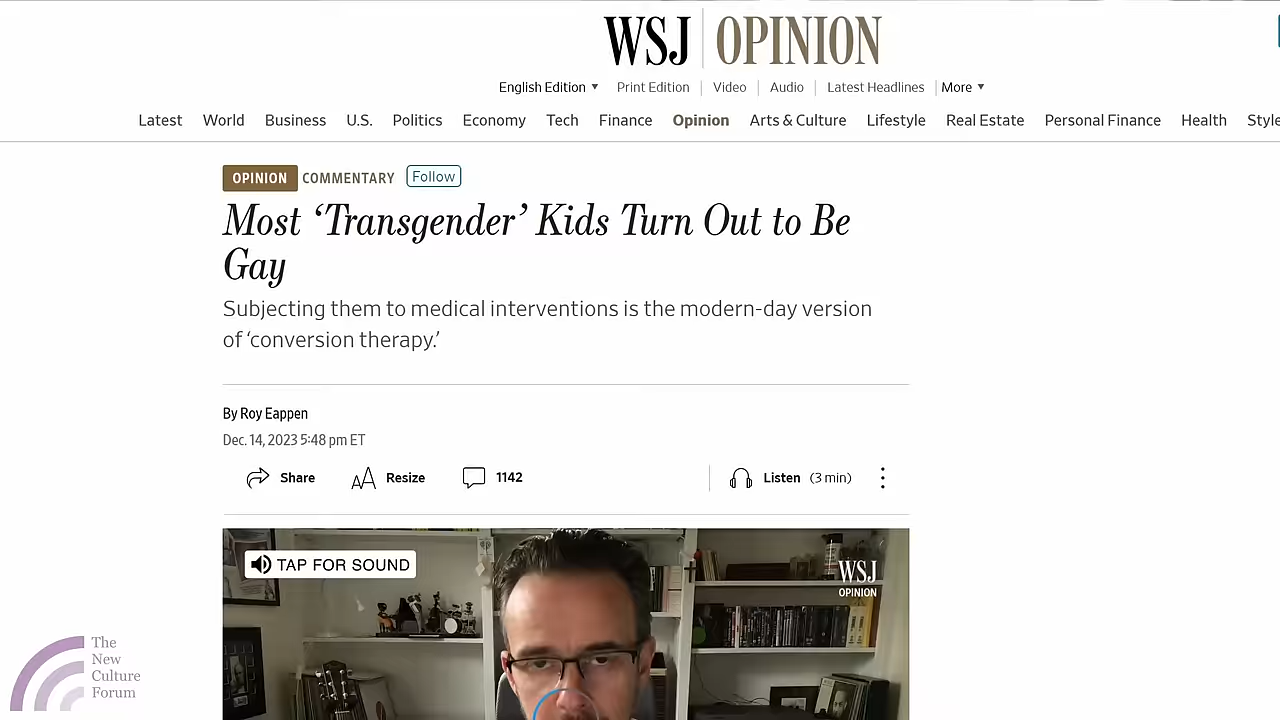 WSJ OPINION
English Edition ▼ Print Edition Video Audio Latest Headlines More ▼
Latest World Business U.S. Politics Economy Tech Finance Opinion Arts & Culture Lifestyle Real Estate Personal Finance Health Style
OPINION COMMENTARY Follow
Most ‘Transgender’ Kids Turn Out to Be
Gay
Subjecting them to medical interventions is the modern-day version
of ‘conversion therapy.’
By Roy Eappen
Dec. 14, 2023 5:48 pm ET
Share AA Resize 1142 Listen (3 min)
TAP FOR SOUND
WSJ
OPINION
The
New
Culture
Forum